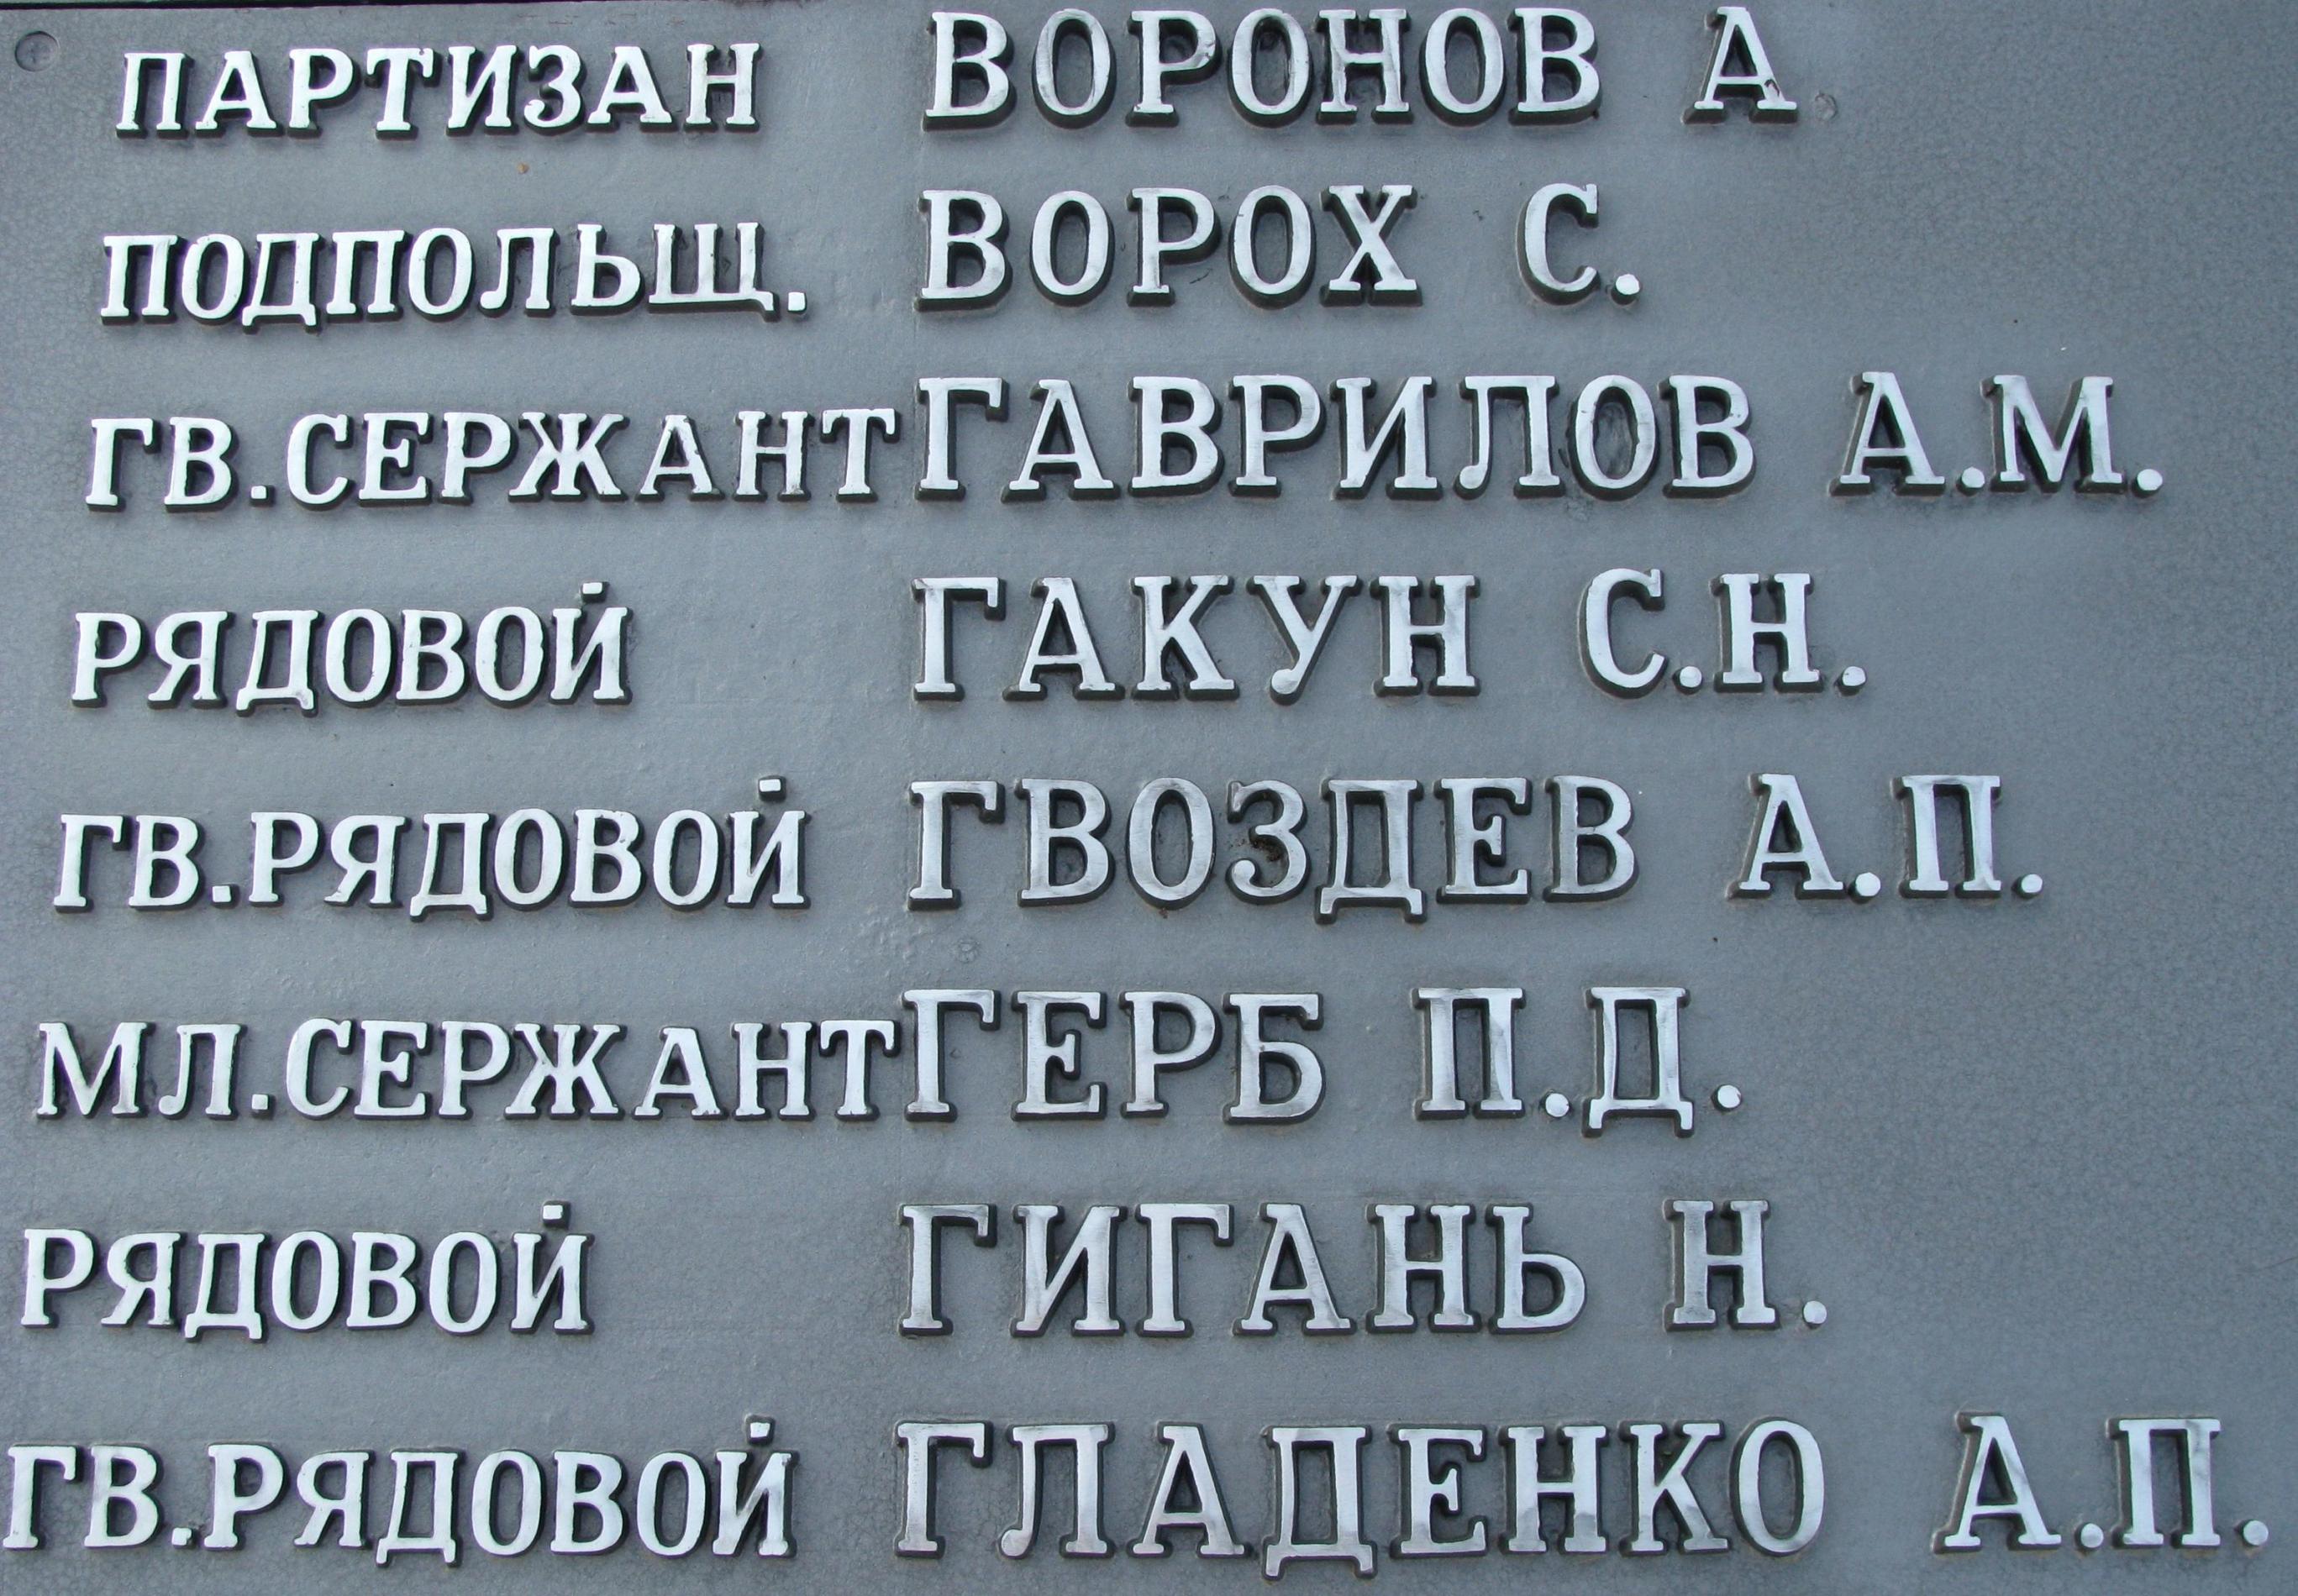 ПАРТИЗАН ВОРОНОВ А
ПОДПОЛЬЩ. ВОРОХ С.
ГВ.СЕРЖАНТ ГАВРИЛОВ А.М.
РЯДОВОЙ ГАКУН С.Н.
ГВ.РЯДОВОЙ ГВОЗДЕВ А.П.
МЛ.СЕРЖАНТ ГЕРБ П.Д.
РЯДОВОЙ ГИГАНЬ Н.
ГВ.РЯДОВОЙ ГЛАДЕНКО А.П.